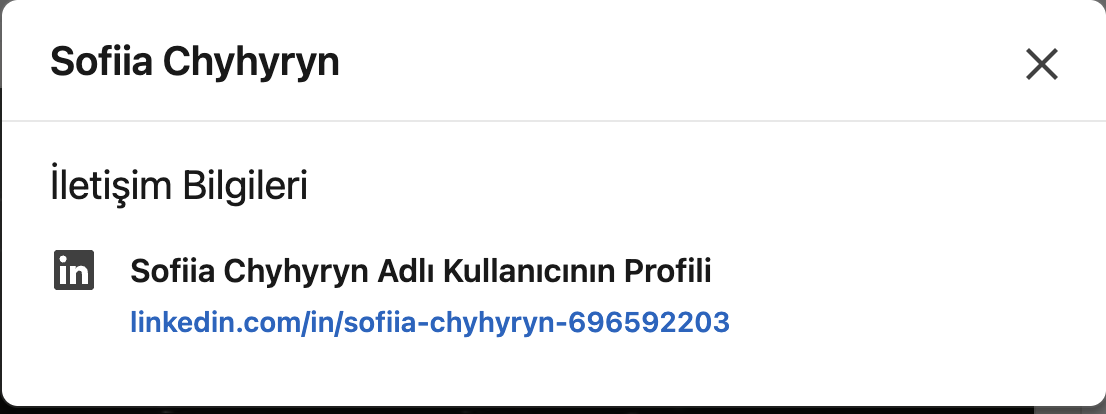 Sofiia Chyhyryn
İletişim Bilgileri
in
Sofiia Chyhyryn Adlı Kullanıcının Profili
linkedin.com/in/sofiia-chyhyryn-696592203